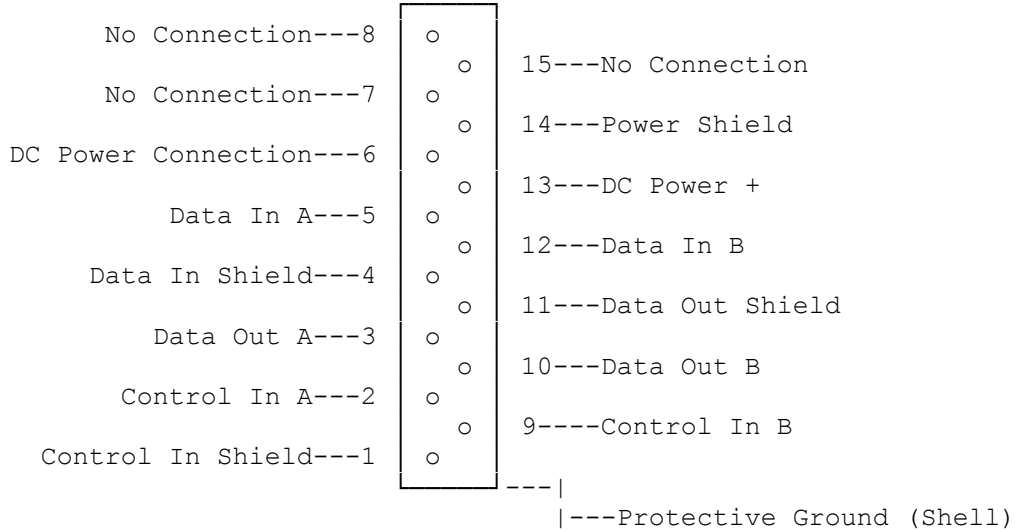 No Connection---8
15---No Connection
No Connection---7
14---Power Shield
DC Power Connection---6
13---DC Power +
Data In A---5
12---Data In B
Data In Shield---4
11---Data Out Shield
Data Out A---3
10---Data Out B
Control In A---2
9----Control In B
Control In Shield---1
---|
|---Protective Ground (Shell)